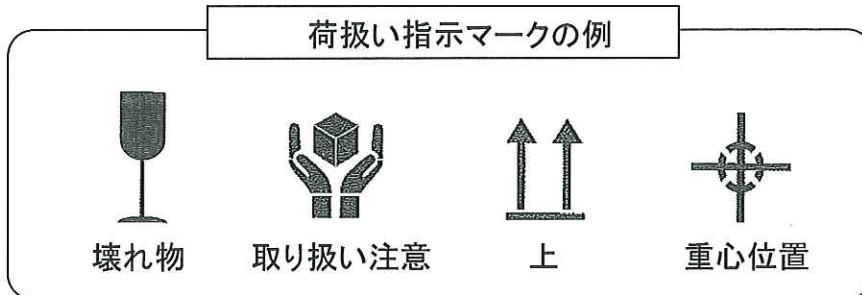 荷扱い指示マークの例
壊れ物
取り扱い注意
上
重心位置